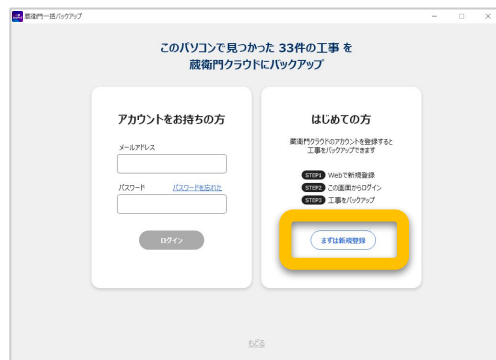 蔵衛門一括バックアップ
このパソコンで見つかった 33件の工事 を
蔵衛門クラウドにバックアップ
アカウントをお持ちの方
メールアドレス
パスワード パスワードを忘れた
ログイン
はじめての方
蔵衛門クラウドのアカウントを登録すると
工事をバックアップできます
STEP1 Webで新規登録
STEP2 この画面からログイン
STEP3 工事をバックアップ
まずは新規登録
もどる